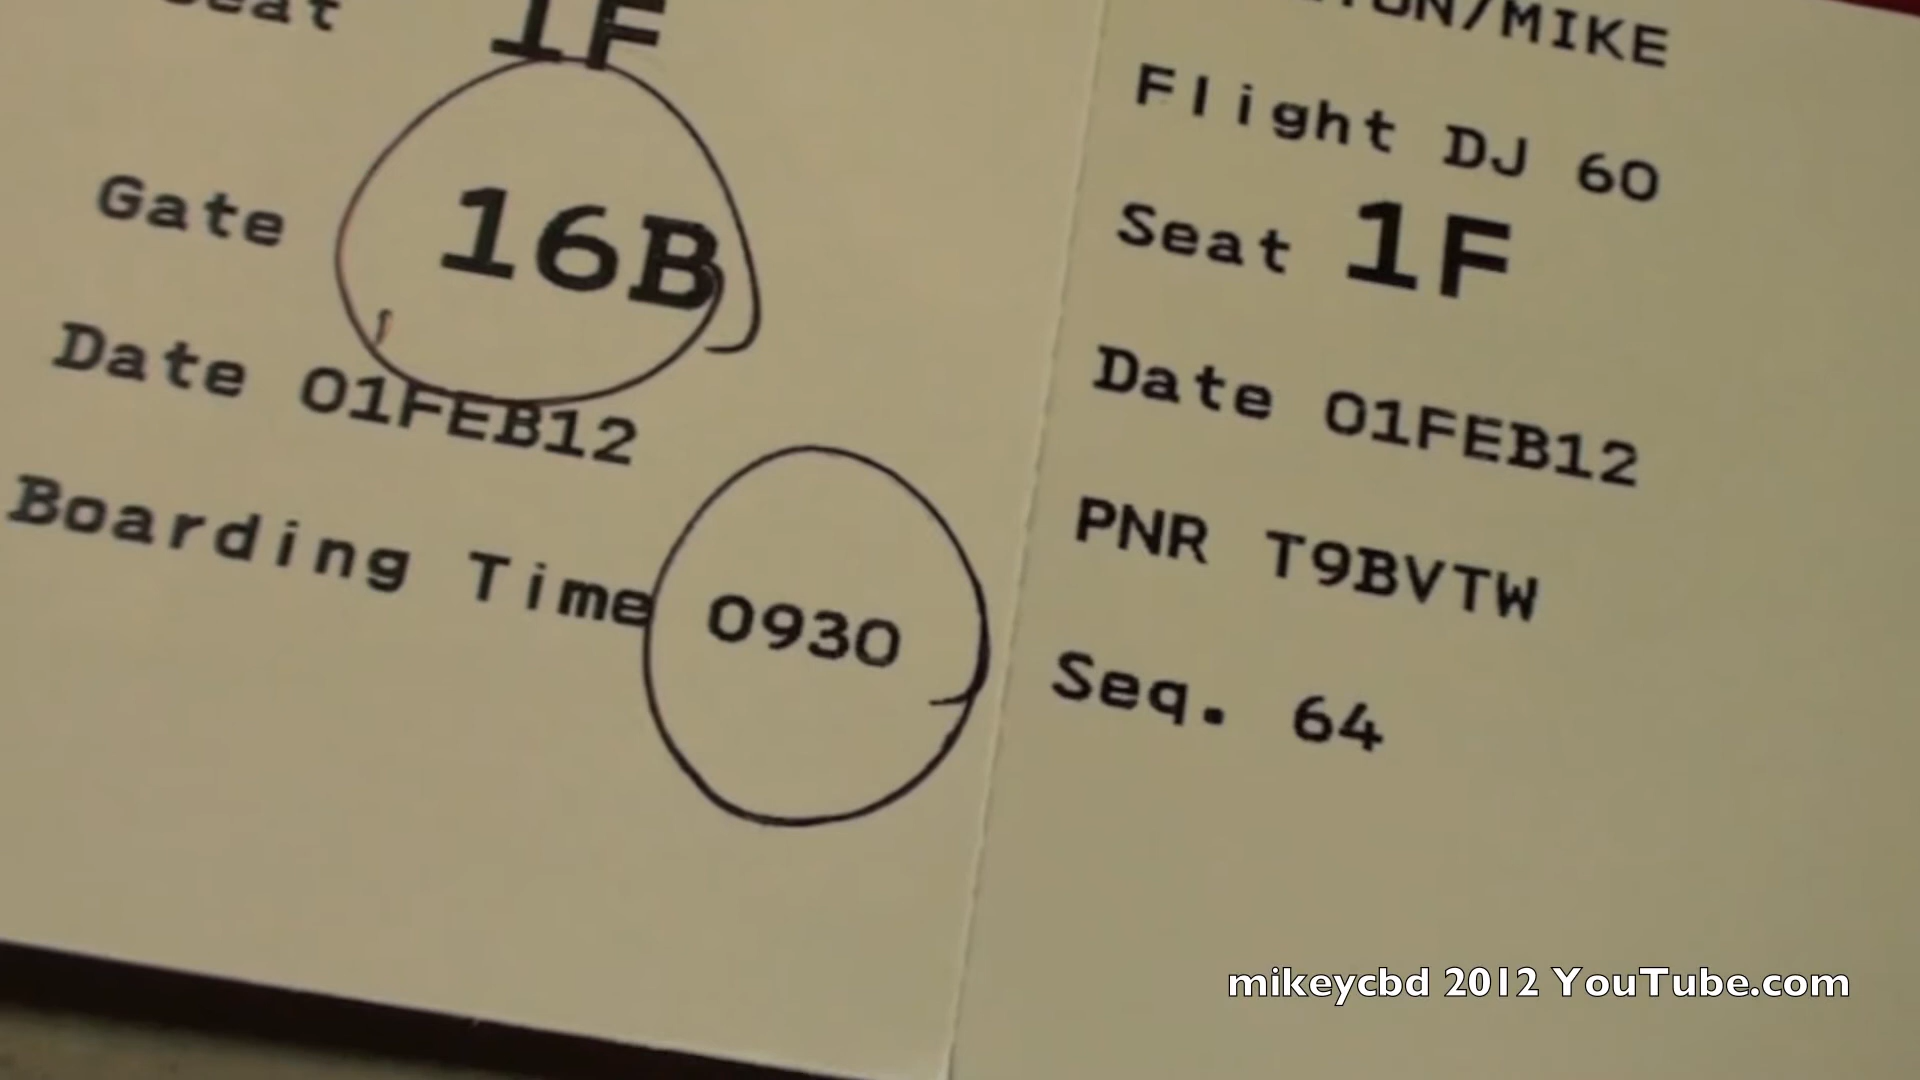 Seat 1F
Gate 16B
Date 01FEB12
Boarding Time 0930
/MIKE
Flight DJ 60
Seat 1F
Date 01FEB12
PNR T9BVTW
Seq. 64
mikeycbd 2012 YouTube.com